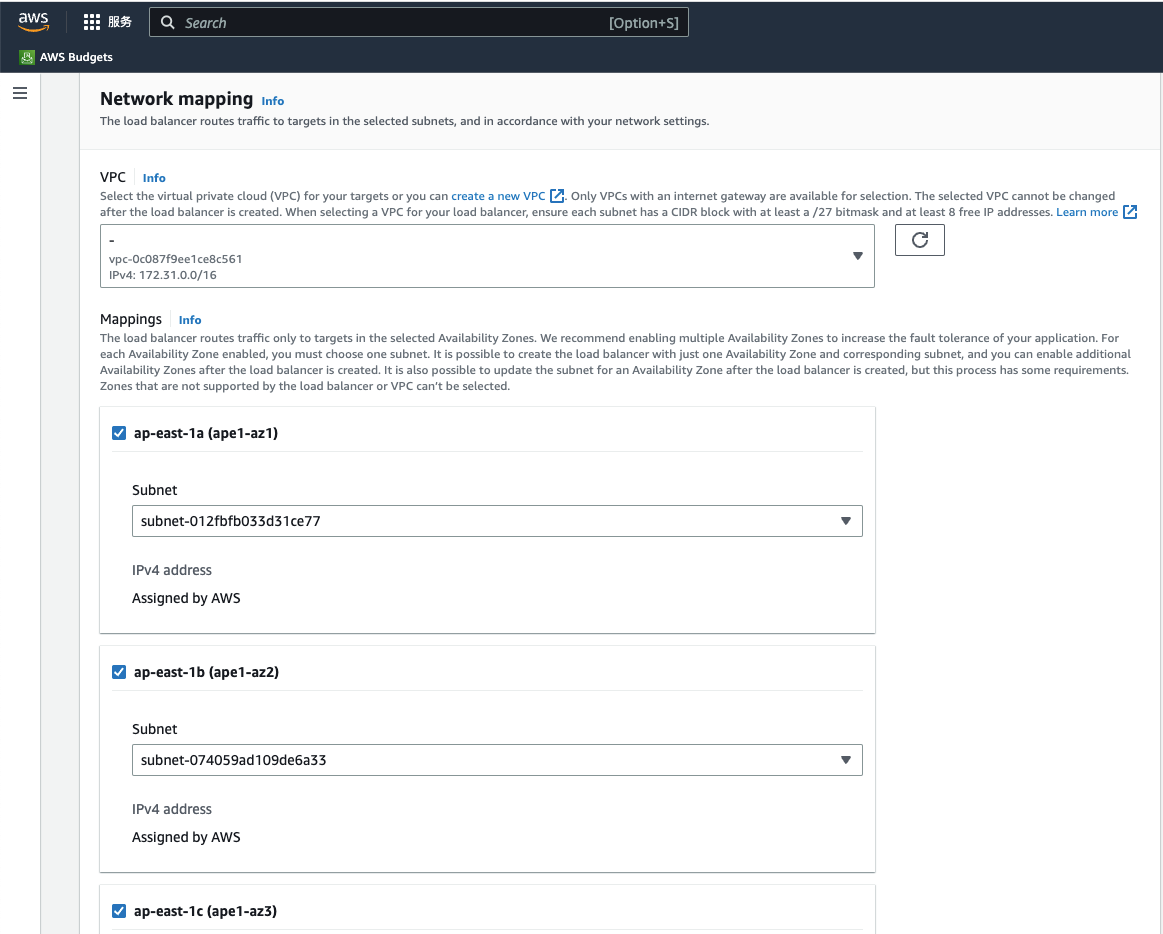 aws
服务
Search
[Option+S]
AWS Budgets
Network mapping Info
The load balancer routes traffic to targets in the selected subnets, and in accordance with your network settings.
VPC Info
Select the virtual private cloud (VPC) for your targets or you can create a new VPC. Only VPCs with an internet gateway are available for selection. The selected VPC cannot be changed
after the load balancer is created. When selecting a VPC for your load balancer, ensure each subnet has a CIDR block with at least a /27 bitmask and at least 8 free IP addresses. Learn more
-
vpc-0c087f9ee1ce8c561
IPv4: 172.31.0.0/16
Mappings Info
The load balancer routes traffic only to targets in the selected Availability Zones. We recommend enabling multiple Availability Zones to increase the fault tolerance of your application. For
each Availability Zone enabled, you must choose one subnet. It is possible to create the load balancer with just one Availability Zone and corresponding subnet, and you can enable additional
Availability Zones after the load balancer is created. It is also possible to update the subnet for an Availability Zone after the load balancer is created, but this process has some requirements.
Zones that are not supported by the load balancer or VPC can't be selected.
ap-east-1a (ape1-az1)
Subnet
subnet-012fbfb033d31ce77
IPv4 address
Assigned by AWS
ap-east-1b (ape1-az2)
Subnet
subnet-074059ad109de6a33
IPv4 address
Assigned by AWS
ap-east-1c (ape1-az3)